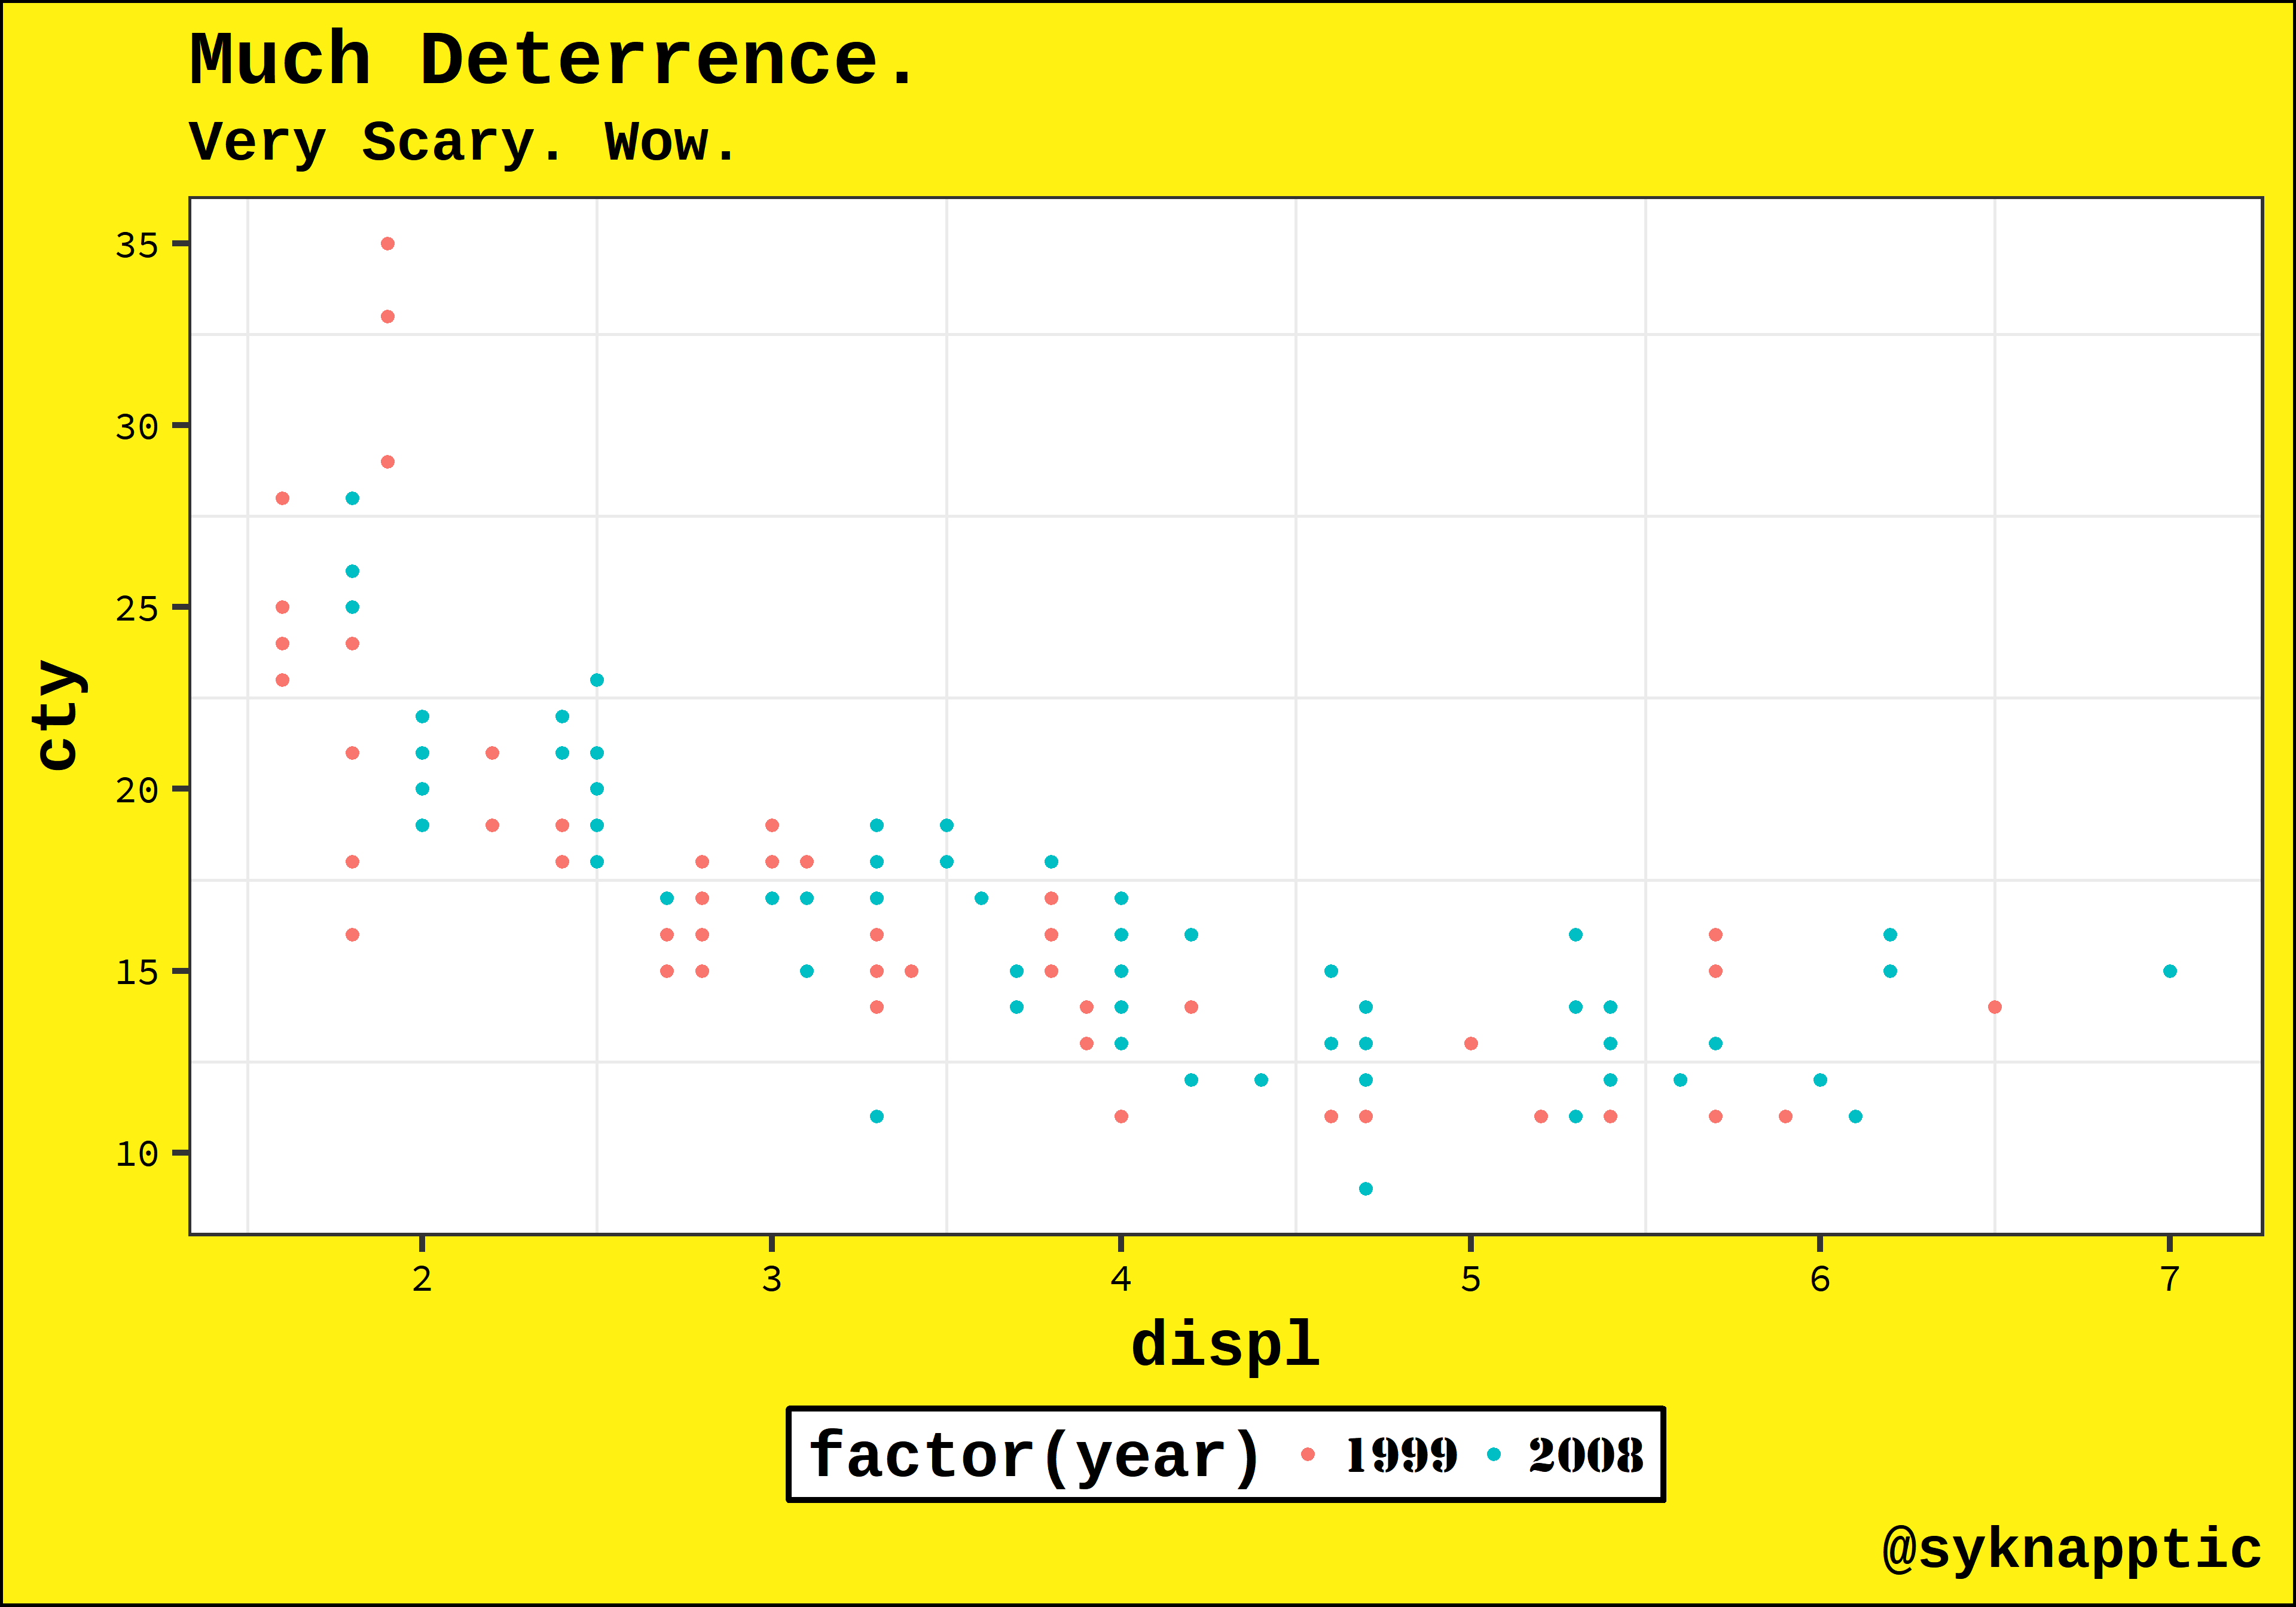 Much Deterrence.
Very Scary. Wow.
35
30
25
20
15
10
cty
2 3 4 5 6 7
displ
factor(year) 1999 2008
@syknapptic